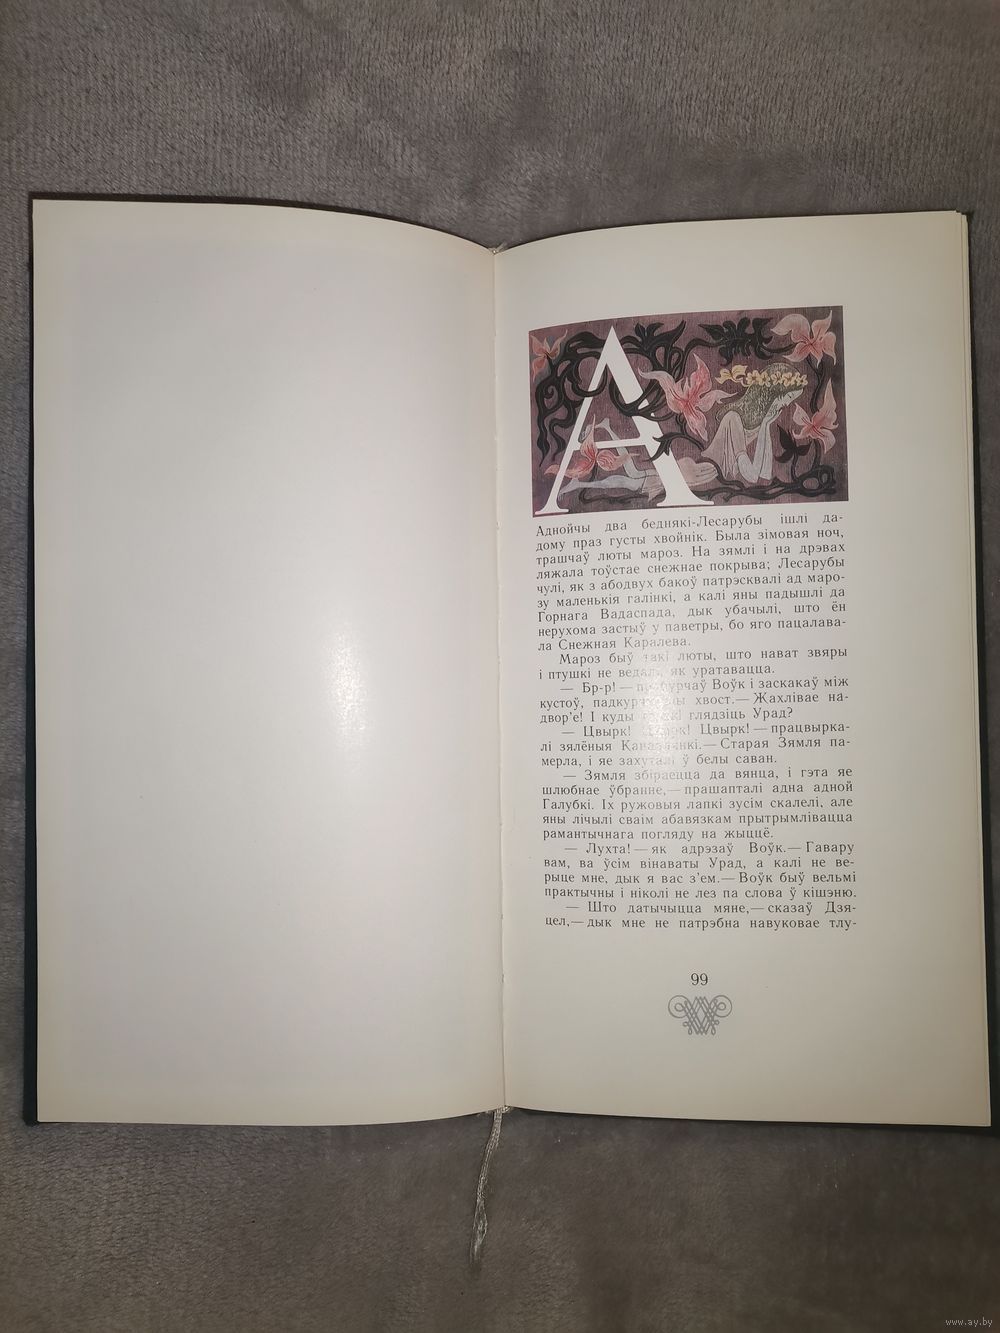 А
Аднойчы два беднякі-Лесарубы ішлі да-
дому праз густы хвойнік. Была зімовая ноч,
трашчаў люты мароз. На зямлі і на дрэвах
ляжала тоўстае снежнае покрыва; Лесарубы
чулі, як з абодвух бакоў патрэсквалі ад маро-
зу маленькія галінкі, а калі яны падышлі да
Горнага Вадаспада, дык убачылі, што ён
нерухома застыў у паветры, бо яго пацалава-
ла Снежная Каралева.
Мароз быў такі люты, што нават звяры
і птушкі не ведалі, як уратавацца.
— Бр-р! — прабурчаў Воўк і заскакаў між
кустоў, падкурчыўшы хвост.— Жахлівае на-
двор'е! І куды глядзіць Урад?
— Цвырк! Цвырк! Цвырк! — працвырка-
лі зялёныя Канаплянкі.— Старая Зямля па-
мерла, і яе захуталі ў белы саван.
— Зямля збіраецца да вянца, і гэта яе
шлюбнае ўбранне,— прашапталі адна адной
Галубкі. Іх ружовыя лапкі зусім скалелі, але
яны лічылі сваім абавязкам прытрымлівацца
рамантычнага погляду на жыццё.
— Лухта! — як адрэзаў Воўк.— Гавару
вам, ва ўсім вінаваты Урад, а калі не ве-
рыце мне, дык я вас з'ем.— Воўк быў вельмі
практычны і ніколі не лез па слова ў кішэню.
— Што датычыцца мяне,— сказаў Дзя-
цел,— дык мне не патрэбна навуковае тлу-
99
www.ay.by